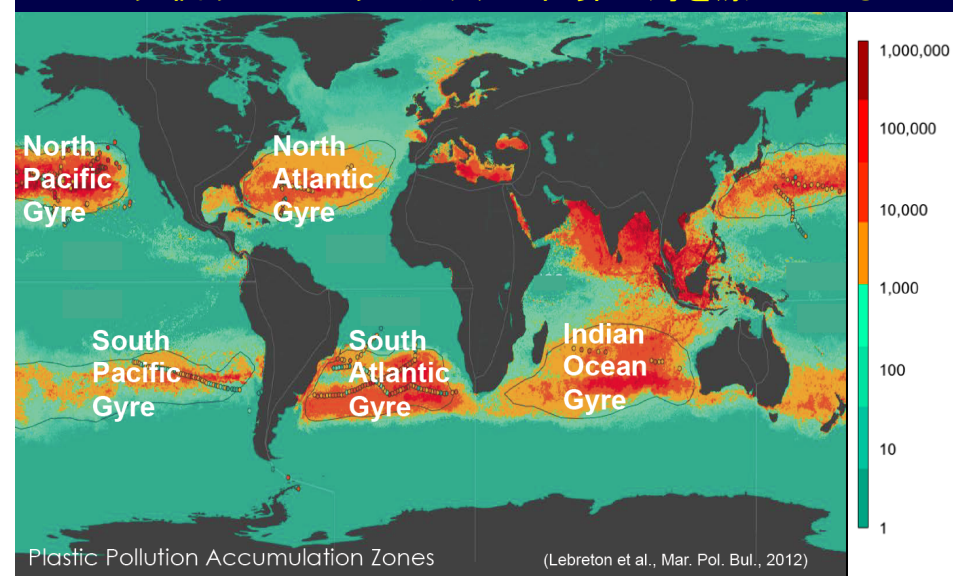 North
Pacific
Gyre
North
Atlantic
Gyre
South
Pacific
Gyre
South
Atlantic
Gyre
Indian
Ocean
Gyre
1,000,000
100,000
10,000
1,000
100
10
1
Plastic Pollution Accumulation Zones
(Lebreton et al., Mar. Pol. Bul., 2012)